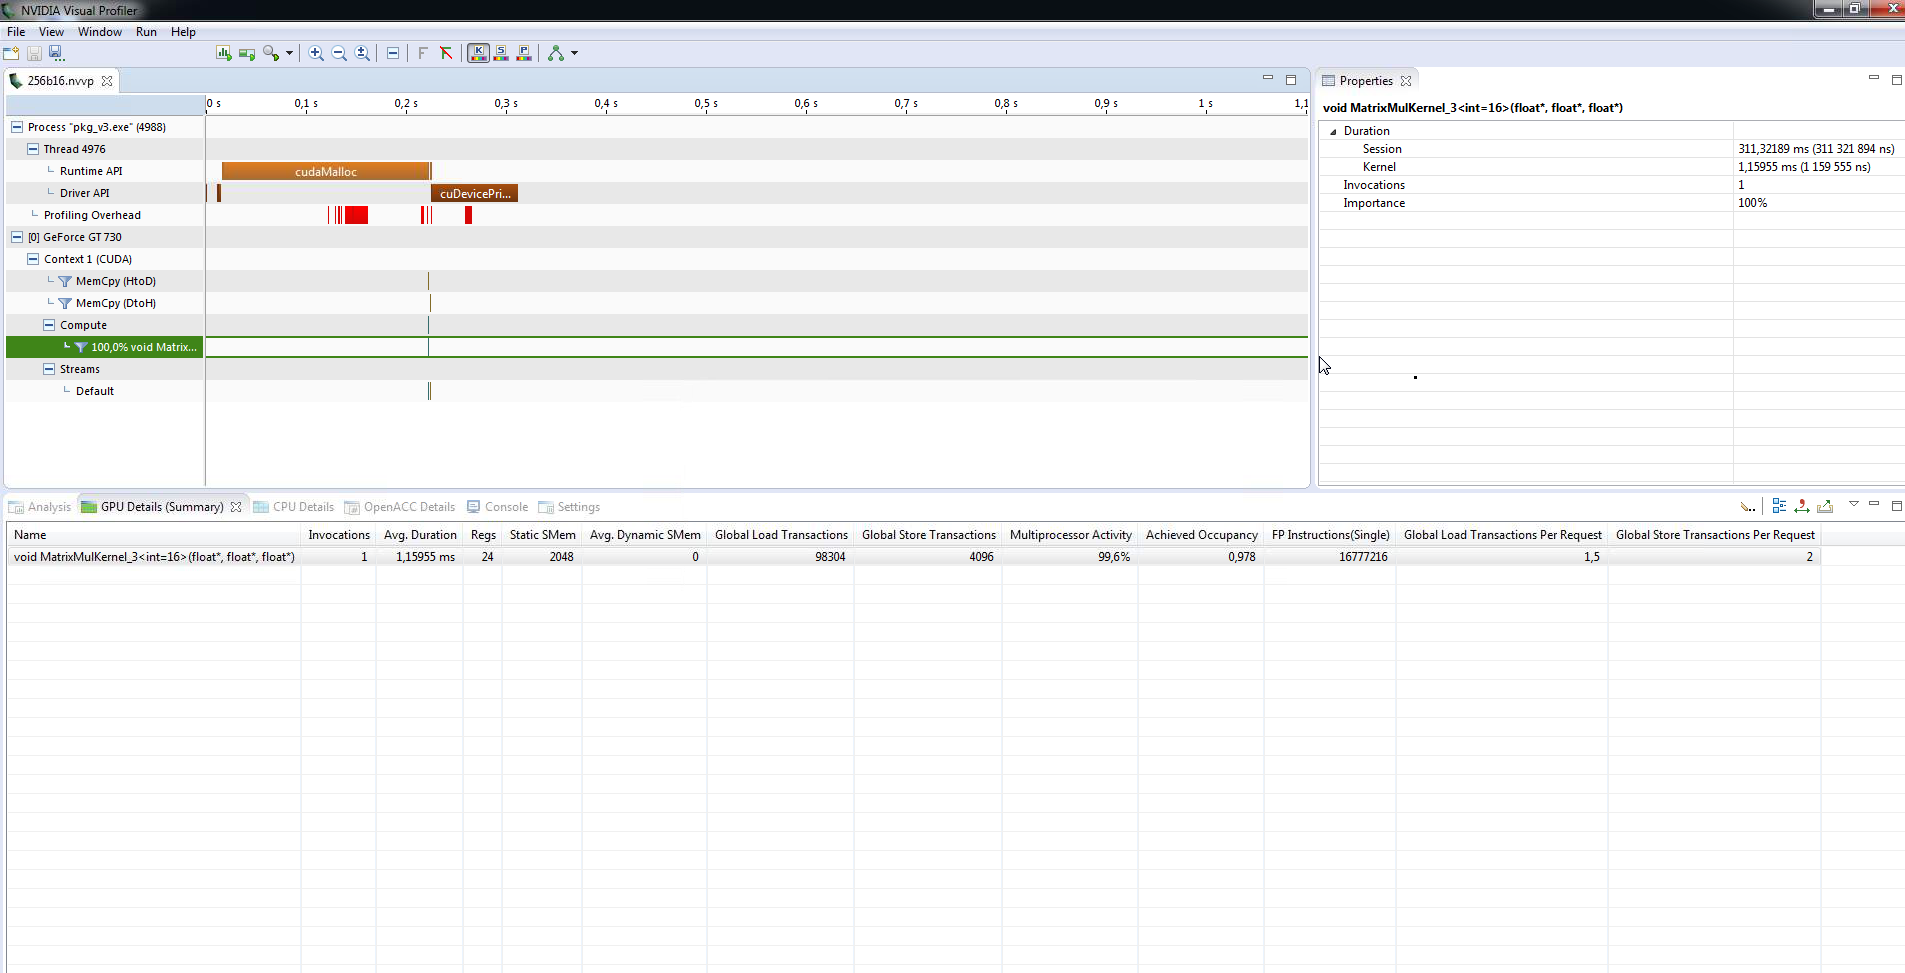 NVIDIA Visual Profiler
File View Window Run Help
F K S P
256b16.nvvp
0 s 0,1 s 0,2 s 0,3 s 0,4 s 0,5 s 0,6 s 0,7 s 0,8 s 0,9 s 1 s 1,1
Process "pkg_v3.exe" (4988)
Thread 4976
Runtime API cudaMalloc
Driver API cuDevicePri...
Profiling Overhead
[0] GeForce GT 730
Context 1 (CUDA)
MemCpy (HtoD)
MemCpy (DtoH)
Compute
100,0% void Matrix...
Streams
Default
Properties
void MatrixMulKernel_3<int=16>(float*, float*, float*)
Duration
Session 311,32189 ms (311 321 894 ns)
Kernel 1,15955 ms (1 159 555 ns)
Invocations 1
Importance 100%
Analysis GPU Details (Summary) CPU Details OpenACC Details Console Settings
Name Invocations Avg. Duration Regs Static SMem Avg. Dynamic SMem Global Load Transactions Global Store Transactions Multiprocessor Activity Achieved Occupancy FP Instructions(Single) Global Load Transactions Per Request Global Store Transactions Per Request
void MatrixMulKernel_3<int=16>(float*, float*, float*) 1 1,15955 ms 24 2048 0 98304 4096 99,6% 0,978 16777216 1,5 2